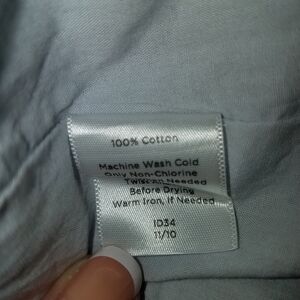 100% Cotton
Machine Wash Cold
Only Non-Chlorine
Needed
Before Drying
Warm Iron, If Needed
ID34
11/10